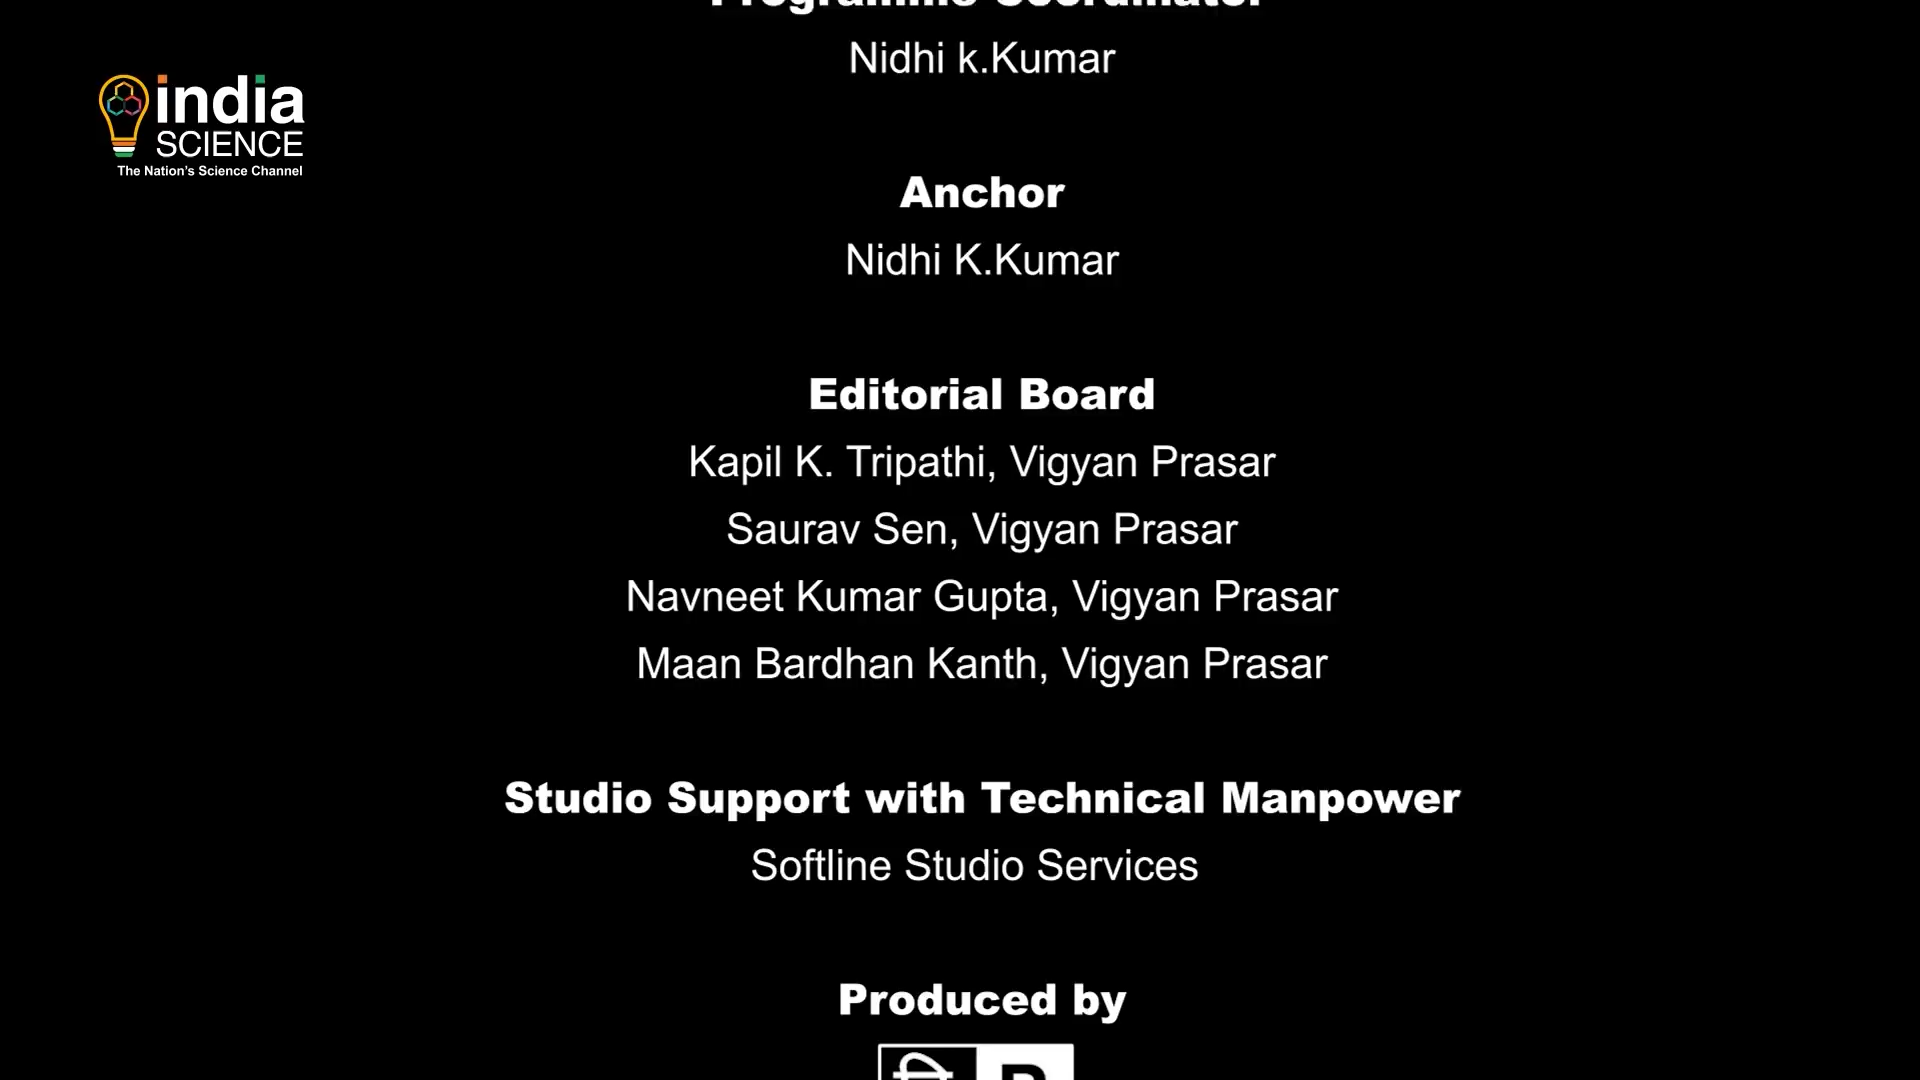 Programme Coordinator
Nidhi k.Kumar
india
SCIENCE
The Nation's Science Channel
Anchor
Nidhi K.Kumar
Editorial Board
Kapil K. Tripathi, Vigyan Prasar
Saurav Sen, Vigyan Prasar
Navneet Kumar Gupta, Vigyan Prasar
Maan Bardhan Kanth, Vigyan Prasar
Studio Support with Technical Manpower
Softline Studio Services
Produced by